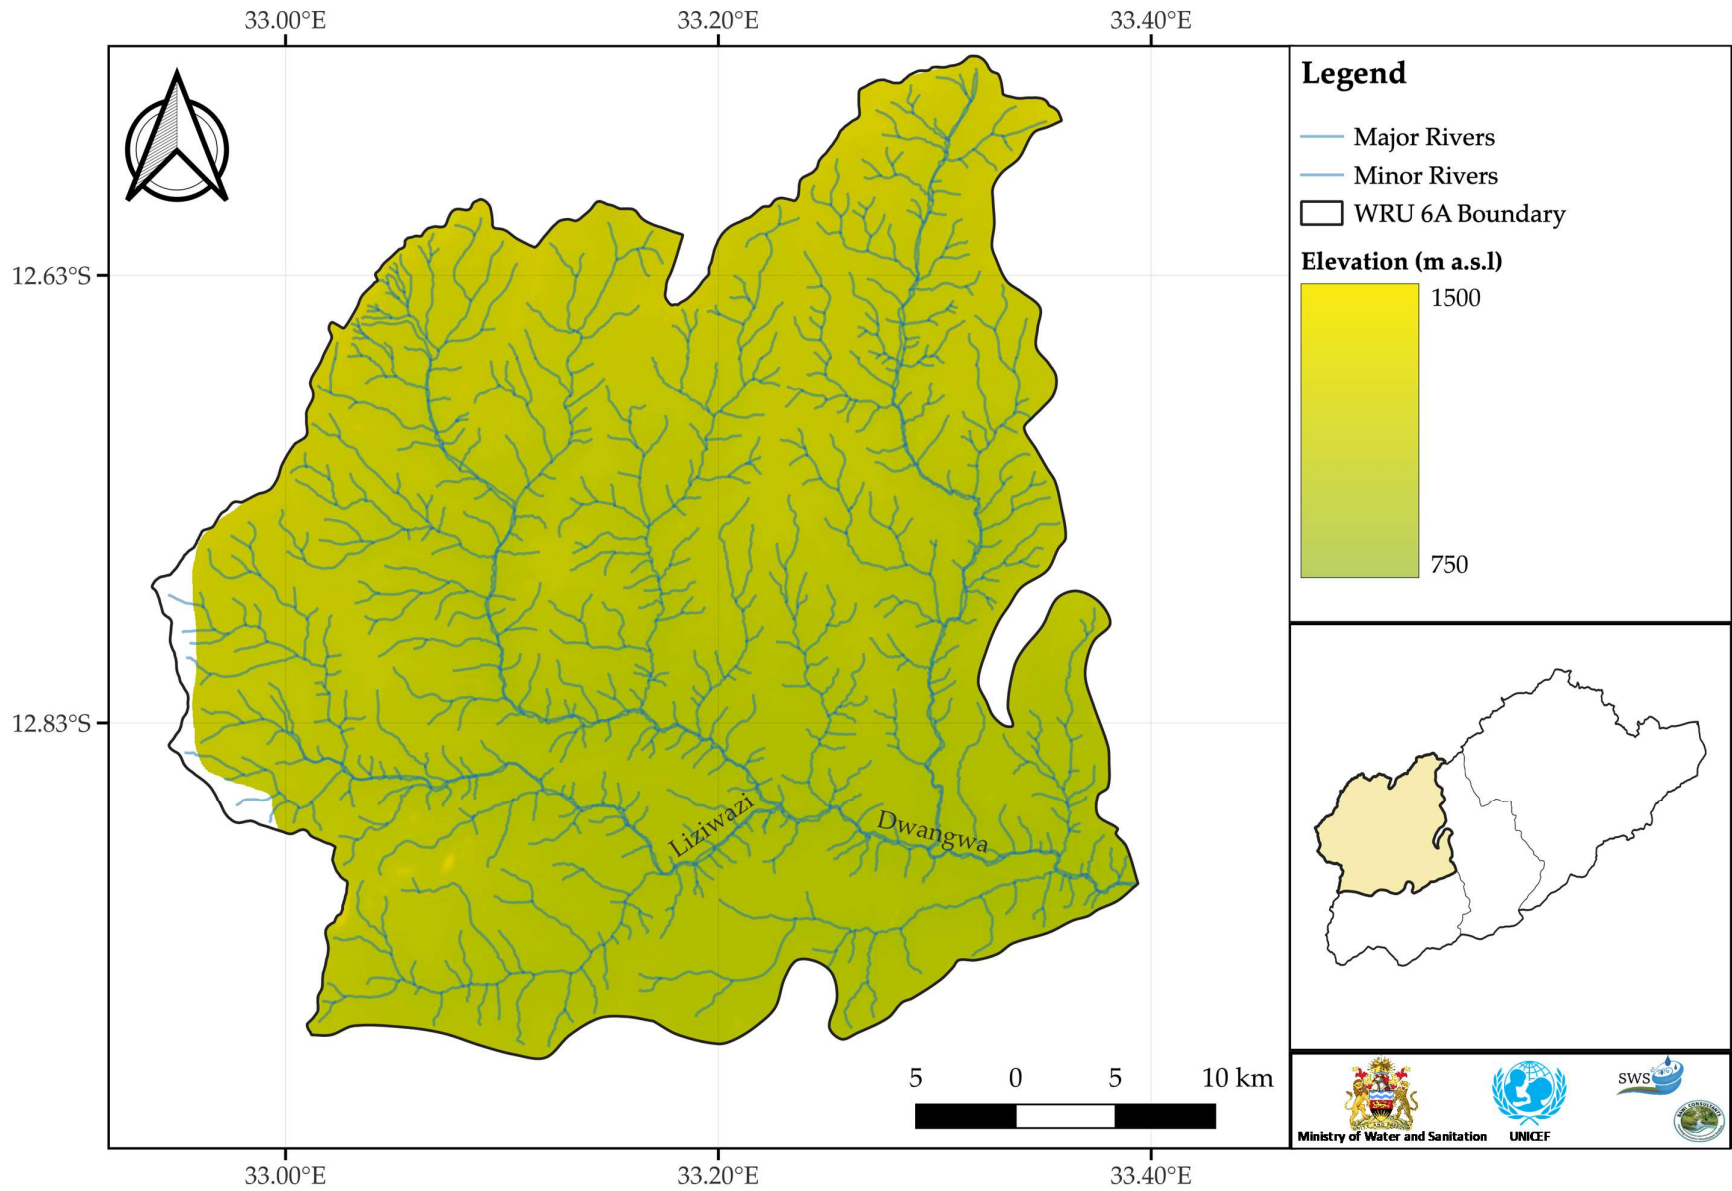 33.00°E 33.20°E 33.40°E
12.63°S
12.83°S
Liziwazi
Dwangwa
5 0 5 10 km
33.00°E 33.20°E 33.40°E
Legend
Major Rivers
Minor Rivers
WRU 6A Boundary
Elevation (m a.s.l)
1500
750
SWS
Ministry of Water and Sanitation
UNICEF